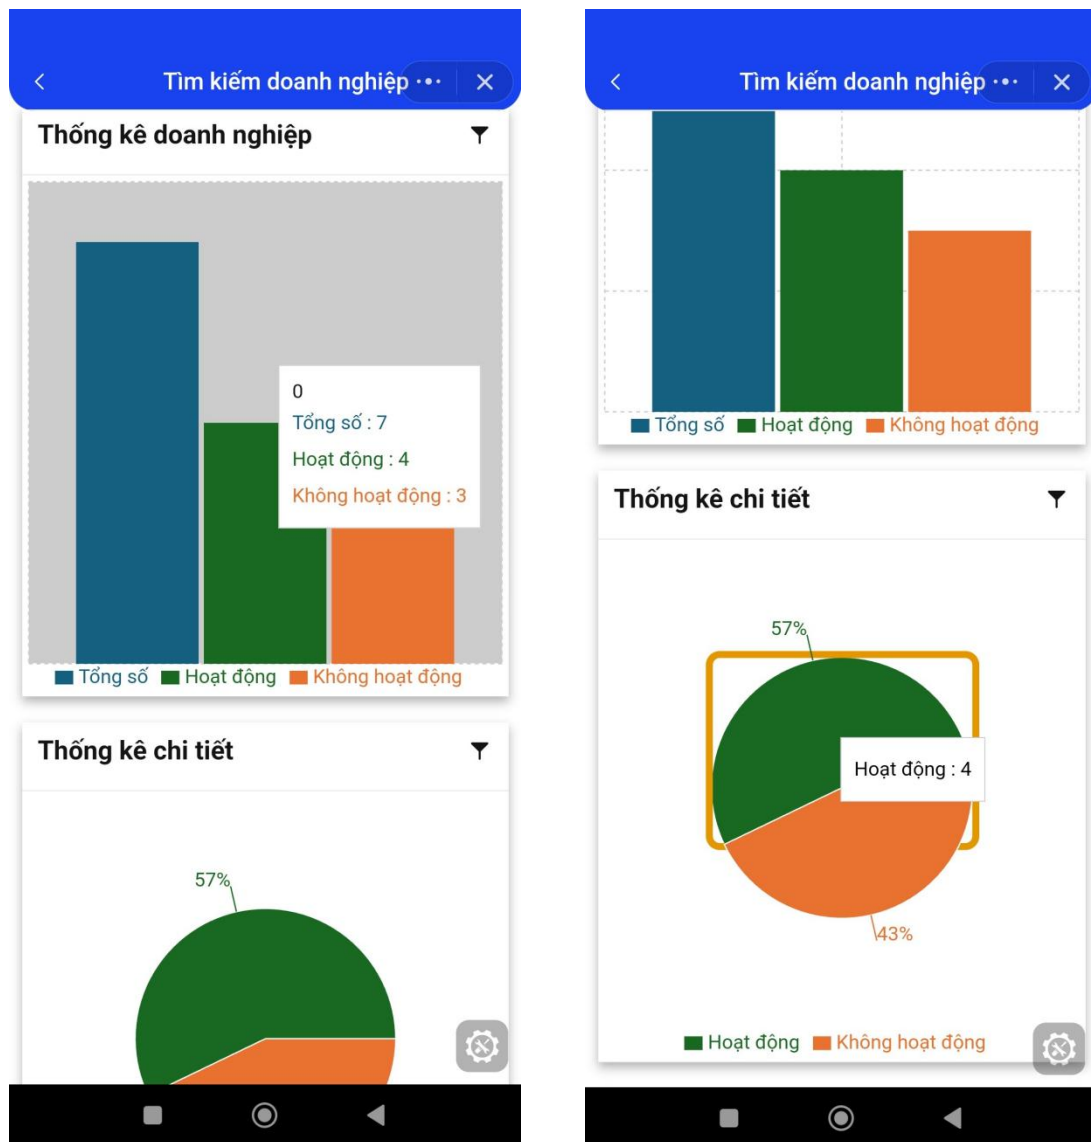 Tìm kiếm doanh nghiệp
Thống kê doanh nghiệp
0
Tổng số : 7
Hoạt động : 4
Không hoạt động : 3
Tổng số Hoạt động Không hoạt động
Thống kê chi tiết
57%
Tìm kiếm doanh nghiệp
Tổng số Hoạt động Không hoạt động
Thống kê chi tiết
57%
Hoạt động : 4
43%
Hoạt động Không hoạt động